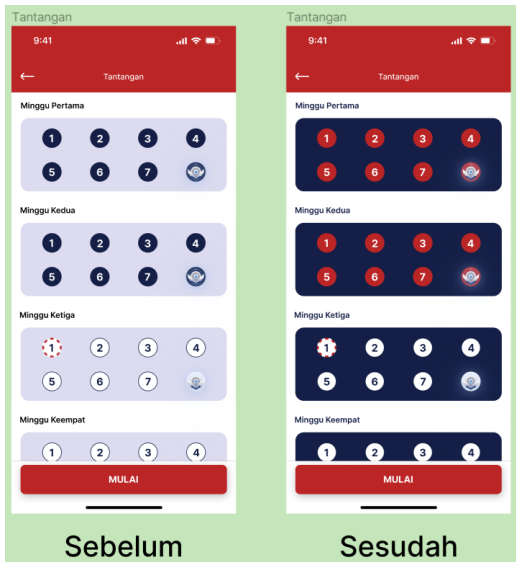 Tantangan
9:41
Tantangan
Minggu Pertama
1 2 3 4
5 6 7
Minggu Kedua
1 2 3 4
5 6 7
Minggu Ketiga
1 2 3 4
5 6 7
Minggu Keempat
1 2 3 4
MULAI
Sebelum
Tantangan
9:41
Tantangan
Minggu Pertama
1 2 3 4
5 6 7
Minggu Kedua
1 2 3 4
5 6 7
Minggu Ketiga
1 2 3 4
5 6 7
Minggu Keempat
1 2 3 4
MULAI
Sesudah